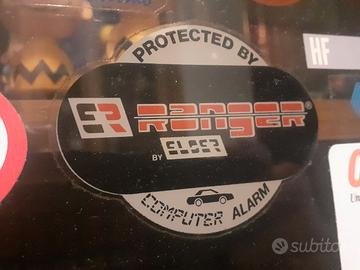 PROTECTED BY
ER RANGER®
BY ELSER
COMPUTER ALARM
HF
subito